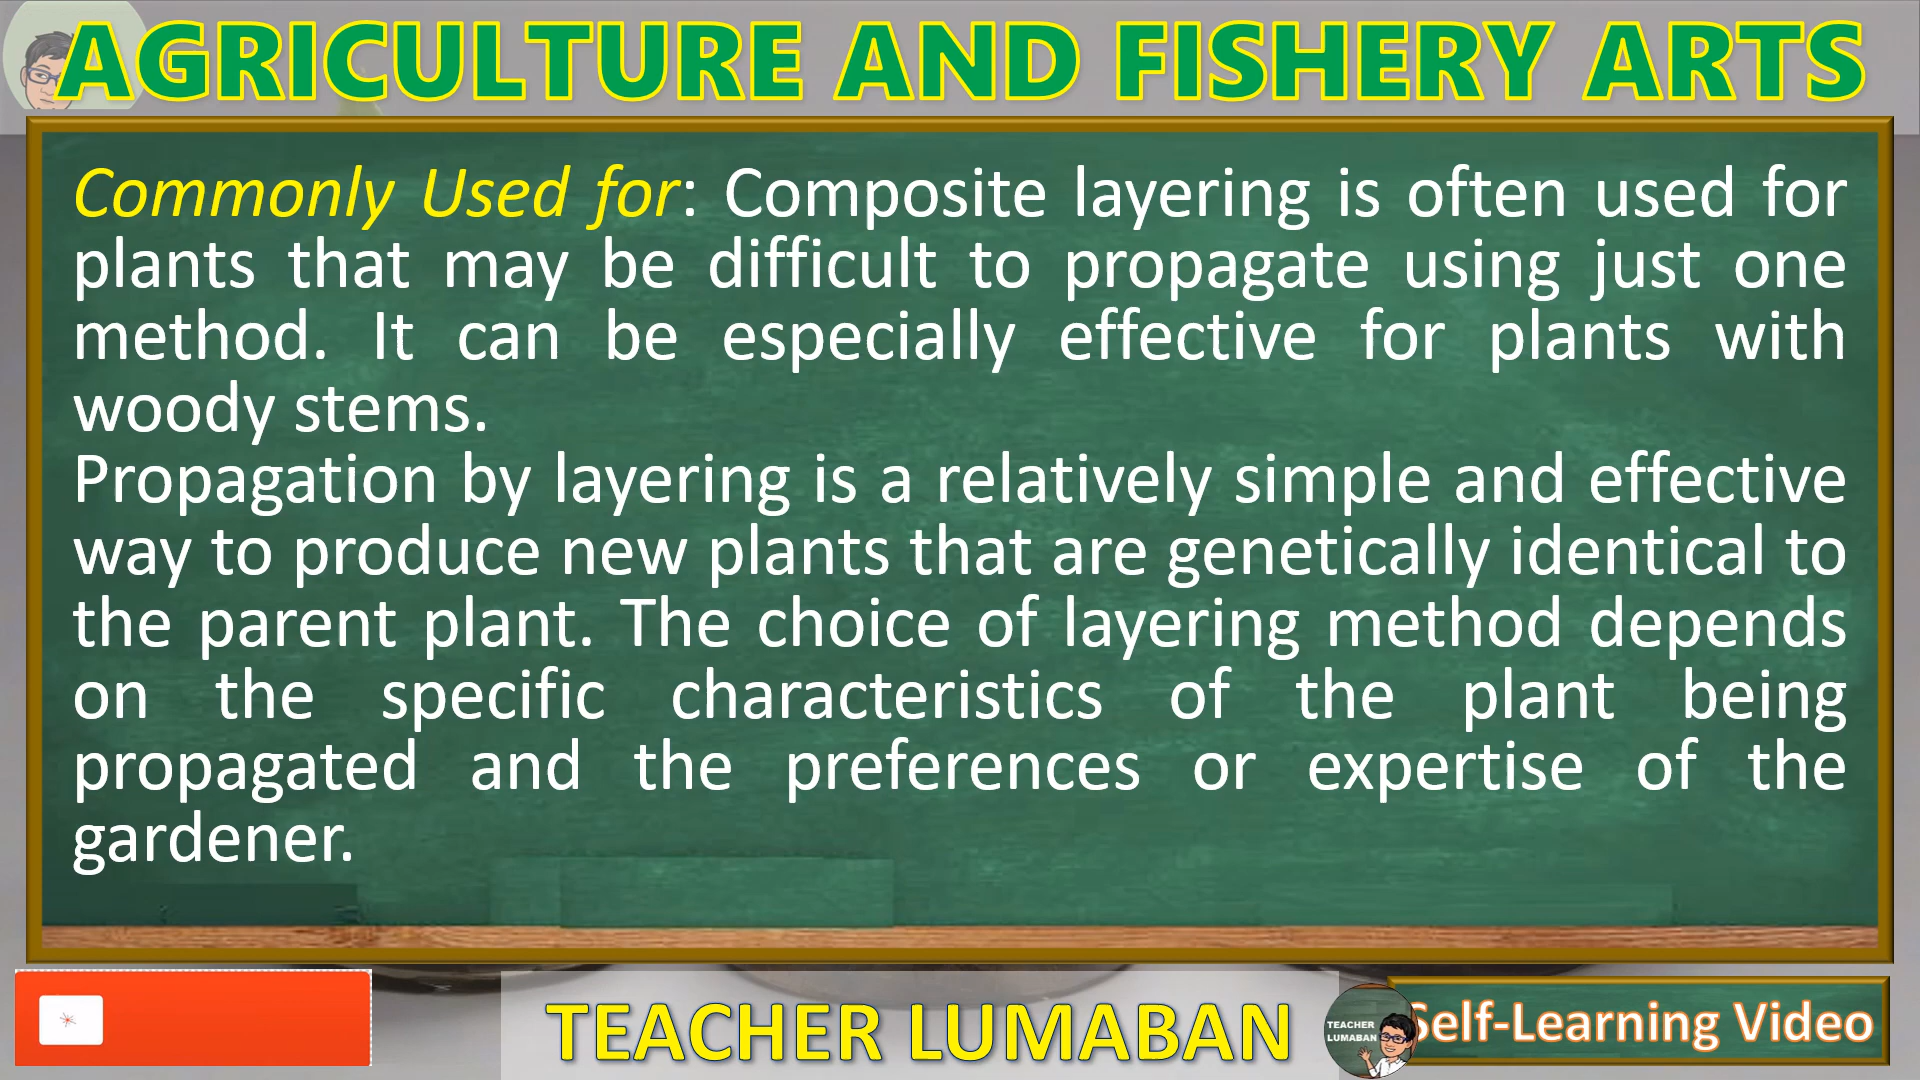 AGRICULTURE AND FISHERY ARTS
Commonly Used for: Composite layering is often used for
plants that may be difficult to propagate using just one
method. It can be especially effective for plants with
woody stems.
Propagation by layering is a relatively simple and effective
way to produce new plants that are genetically identical to
the parent plant. The choice of layering method depends
on the specific characteristics of the plant being
propagated and the preferences or expertise of the
gardener.
TEACHER LUMABAN
TEACHER
LUMABAN
Self-Learning Video